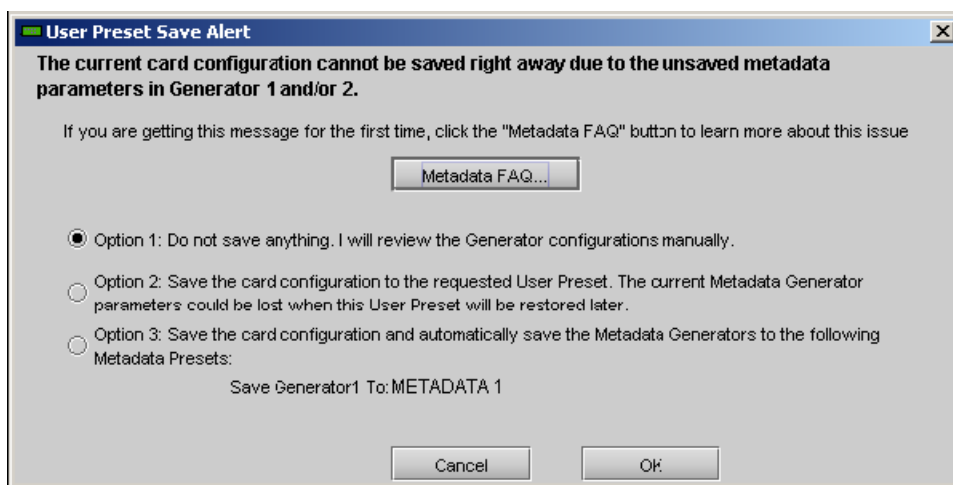 User Preset Save Alert
The current card configuration cannot be saved right away due to the unsaved metadata
parameters in Generator 1 and/or 2.
If you are getting this message for the first time, click the "Metadata FAQ" button to learn more about this issue
Metadata FAQ...
Option 1: Do not save anything. I will review the Generator configurations manually.
Option 2: Save the card configuration to the requested User Preset. The current Metadata Generator
parameters could be lost when this User Preset will be restored later.
Option 3: Save the card configuration and automatically save the Metadata Generators to the following
Metadata Presets:
Save Generator1 To: METADATA 1
Cancel OK